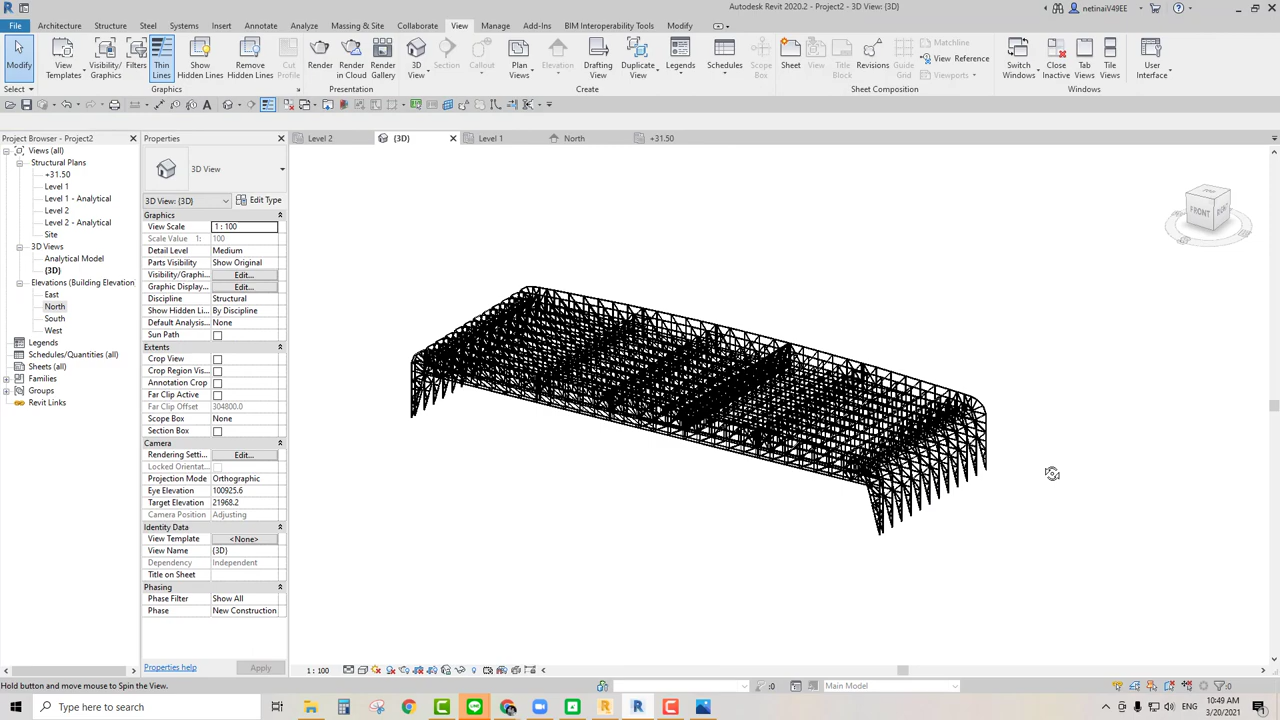 Autodesk Revit 2020.2 - Project2 - 3D View: {3D}
netinaiV49EE
File Architecture Structure Steel Systems Insert Annotate Analyze Massing & Site Collaborate View Manage Add-Ins BIM Interoperability Tools Modify
Modify View Templates Visibility/ Graphics Filters Thin Lines Show Hidden Lines Remove Hidden Lines Cut Profile Render Render in Cloud Render Gallery 3D View Section Callout Plan Views Elevation Drafting View Duplicate View Legends Schedules Scope Box Sheet View Title Block Revisions Guide Grid Matchline View Reference Viewports Switch Windows Close Inactive Tab Views Tile Views User Interface
Select Graphics Presentation Create Sheet Composition Windows
Project Browser - Project2
Views (all)
Structural Plans
+31.50
Level 1
Level 1 - Analytical
Level 2
Level 2 - Analytical
Site
3D Views
Analytical Model
{3D}
Elevations (Building Elevation
East
North
South
West
Legends
Schedules/Quantities (all)
Sheets (all)
Families
Groups
Revit Links
Properties
3D View
3D View: {3D} Edit Type
Graphics
View Scale 1 : 100
Scale Value 1: 100
Detail Level Medium
Parts Visibility Show Original
Visibility/Graphi... Edit...
Graphic Display... Edit...
Discipline Structural
Show Hidden Li... By Discipline
Default Analysis... None
Sun Path
Extents
Crop View
Crop Region Vis...
Annotation Crop
Far Clip Active
Far Clip Offset 304800.0
Scope Box None
Section Box
Camera
Rendering Setti... Edit...
Locked Orientat...
Projection Mode Orthographic
Eye Elevation 100925.6
Target Elevation 21968.2
Camera Position Adjusting
Identity Data
View Template <None>
View Name {3D}
Dependency Independent
Title on Sheet
Phasing
Phase Filter Show All
Phase New Construction
Properties help Apply
Level 2 {3D} Level 1 North +31.50
FRONT
1 : 100
Hold button and move mouse to Spin the View.
:0 Main Model :0
Type here to search
ENG
10:49 AM
3/20/2021